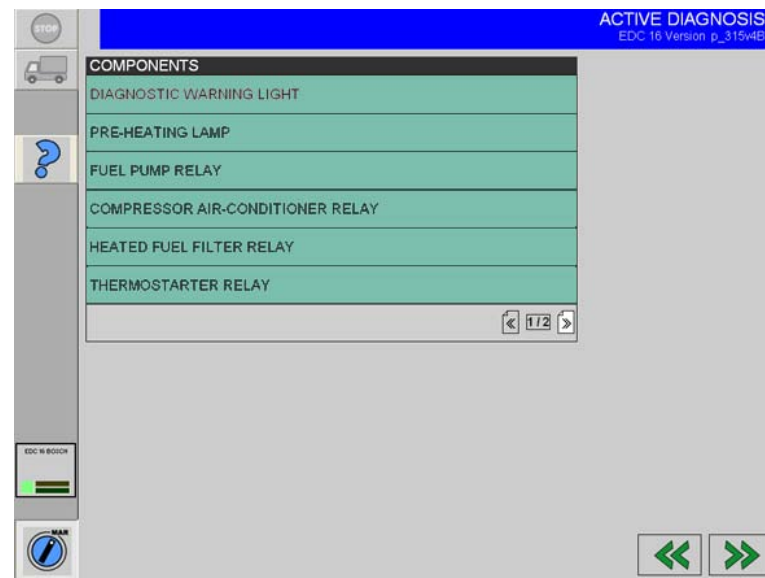 STOP
ACTIVE DIAGNOSIS
EDC 16 Version p_315v4B
COMPONENTS
DIAGNOSTIC WARNING LIGHT
PRE-HEATING LAMP
FUEL PUMP RELAY
COMPRESSOR AIR-CONDITIONER RELAY
HEATED FUEL FILTER RELAY
THERMOSTARTER RELAY
1/2
EDC 16 BOSCH
MAN